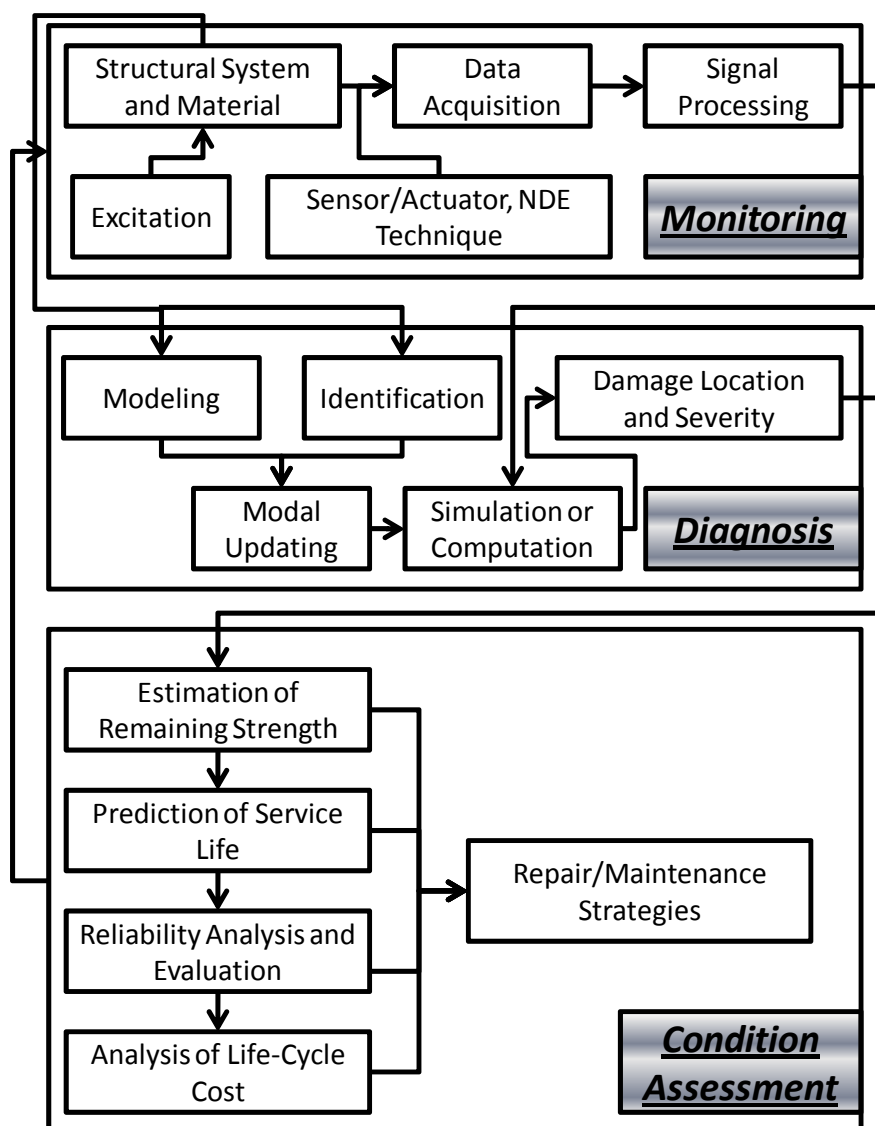 Structural System
and Material
Data
Acquisition
Signal
Processing
Excitation
Sensor/Actuator, NDE
Technique
Monitoring
Modeling
Identification
Damage Location
and Severity
Modal
Updating
Simulation or
Computation
Diagnosis
Estimation of
Remaining Strength
Prediction of Service
Life
Repair/Maintenance
Strategies
Reliability Analysis and
Evaluation
Analysis of Life-Cycle
Cost
Condition
Assessment